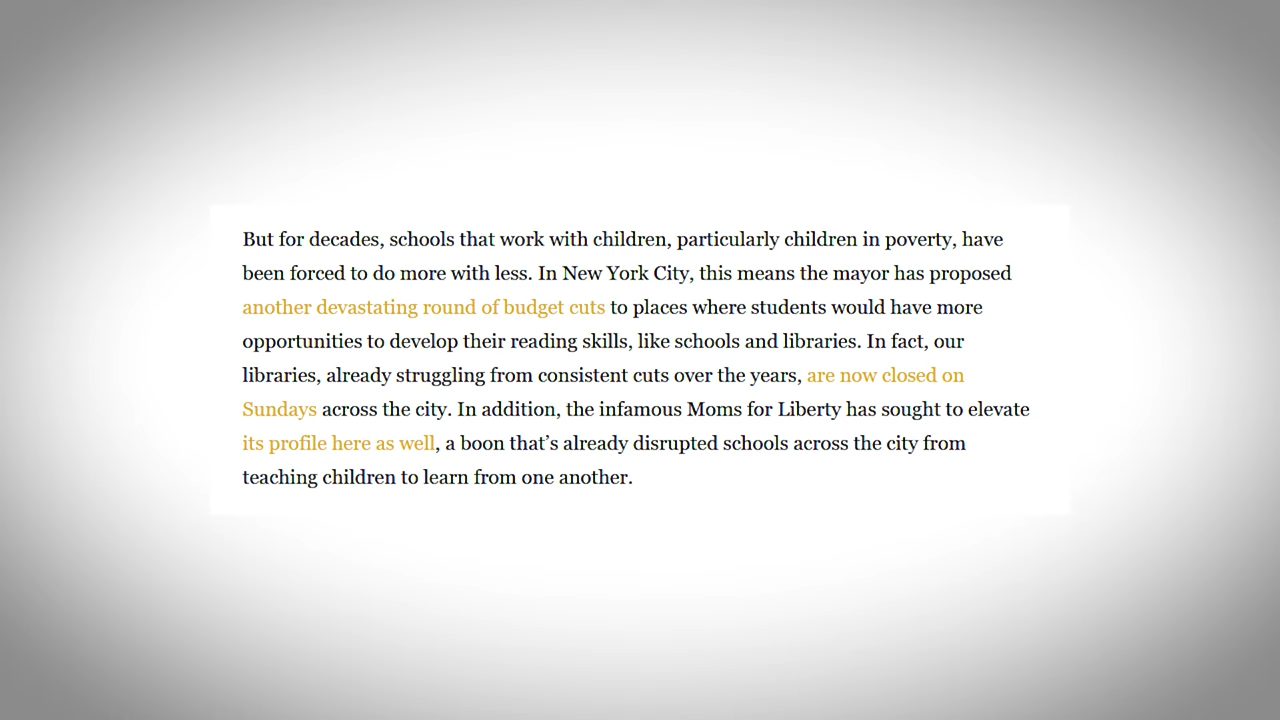 But for decades, schools that work with children, particularly children in poverty, have
been forced to do more with less. In New York City, this means the mayor has proposed
another devastating round of budget cuts to places where students would have more
opportunities to develop their reading skills, like schools and libraries. In fact, our
libraries, already struggling from consistent cuts over the years, are now closed on
Sundays across the city. In addition, the infamous Moms for Liberty has sought to elevate
its profile here as well, a boon that’s already disrupted schools across the city from
teaching children to learn from one another.